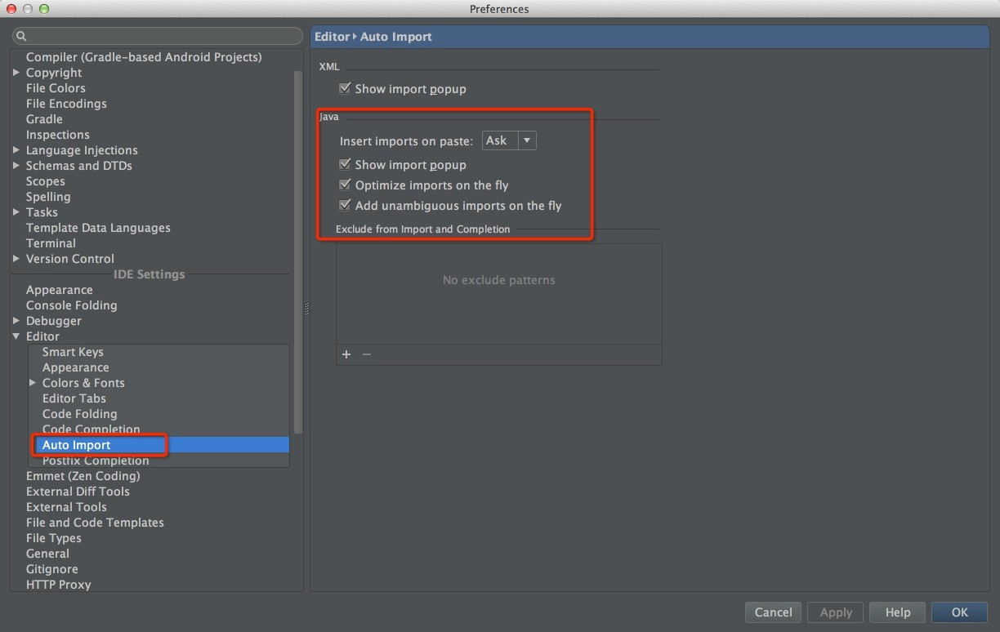 Preferences
Compiler (Gradle-based Android Projects)
Copyright
File Colors
File Encodings
Gradle
Inspections
Language Injections
Schemas and DTDs
Scopes
Spelling
Tasks
Template Data Languages
Terminal
Version Control
IDE Settings
Appearance
Console Folding
Debugger
Editor
Smart Keys
Appearance
Colors & Fonts
Editor Tabs
Code Folding
Code Completion
Auto Import
Postfix Completion
Emmet (Zen Coding)
External Diff Tools
External Tools
File and Code Templates
File Types
General
Gitignore
HTTP Proxy
Editor Auto Import
XML
Show import popup
Java
Insert imports on paste: Ask
Show import popup
Optimize imports on the fly
Add unambiguous imports on the fly
Exclude from Import and Completion
No exclude patterns
Cancel Apply Help OK